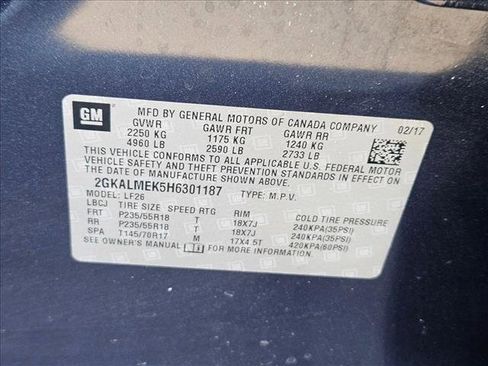 GM
MFD BY GENERAL MOTORS OF CANADA COMPANY 02/17
GVWR GAWR FRT GAWR RR
2250 KG 1175 KG 1240 KG
4960 LB 2590 LB 2733 LB
THIS VEHICLE CONFORMS TO ALL APPLICABLE U.S. FEDERAL MOTOR
VEHICLE SAFETY AND THEFT PREVENTION STANDARDS IN EFFECT
ON THE DATE OF MANUFACTURE SHOWN ABOVE.
2GKALMEK5H6301187 TYPE: M.P.V.
MODEL: LF26
LBCJ TIRE SIZE SPEED RTG RIM COLD TIRE PRESSURE
FRT P235/55R18 T 18X7J 240KPA(35PSI)
RR P235/55R18 T 18X7J 240KPA(35PSI)
SPA T145/70R17 M 17X4.5T 420KPA(60PSI)
SEE OWNER'S MANUAL FOR MORE INFORMATION.